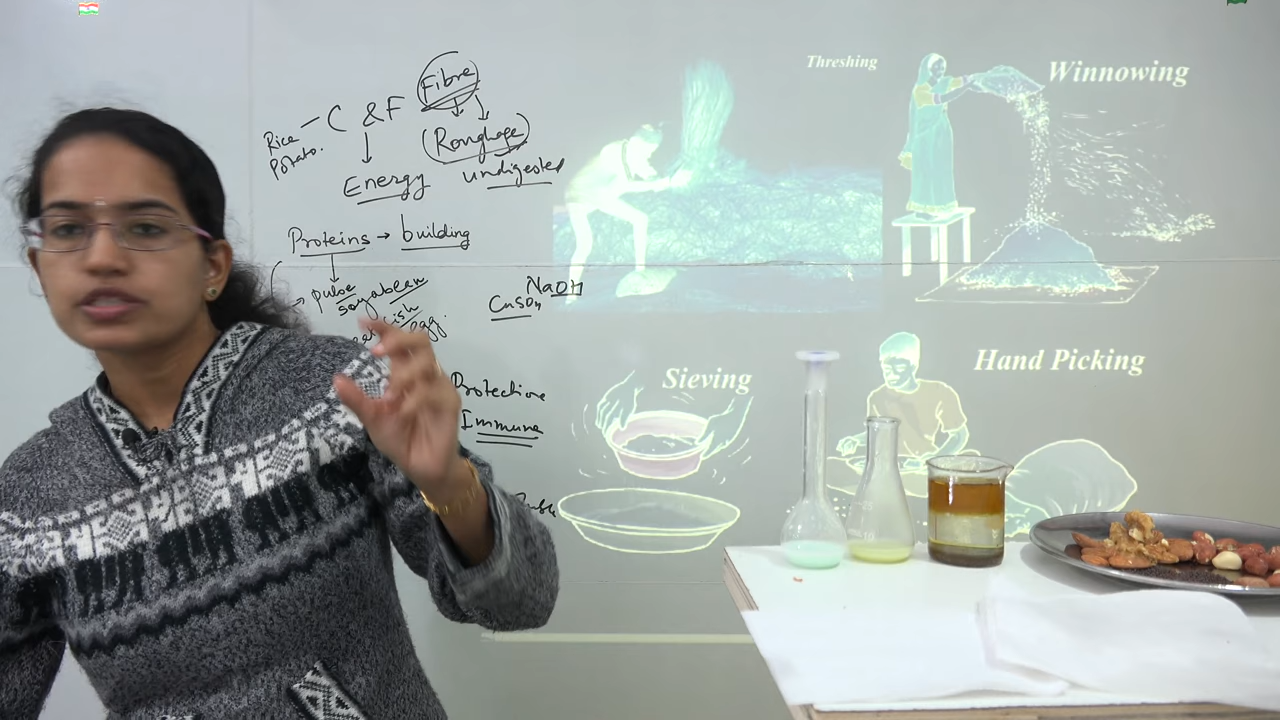 Fibre
Rice - C & F
Potato.
(Roughage)
Energy
undigested
Proteins → building
→ pulse
soyabean
fish
egg.
NaOH
CuSO4
Protection
Immune
Threshing
Winnowing
Sieving
Hand Picking